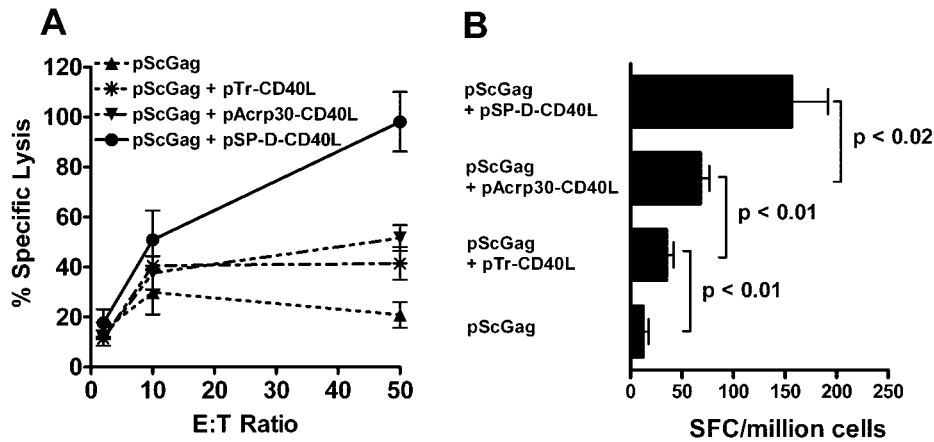 A
120
100
80
60
40
20
0
% Specific Lysis
pScGag
pScGag + pTr-CD40L
pScGag + pAcrp30-CD40L
pScGag + pSP-D-CD40L
0 10 20 30 40 50
E:T Ratio
B
pScGag
+ pSP-D-CD40L
pScGag
+ pAcrp30-CD40L
pScGag
+ pTr-CD40L
pScGag
p < 0.02
p < 0.01
p < 0.01
0 50 100 150 200 250
SFC/million cells